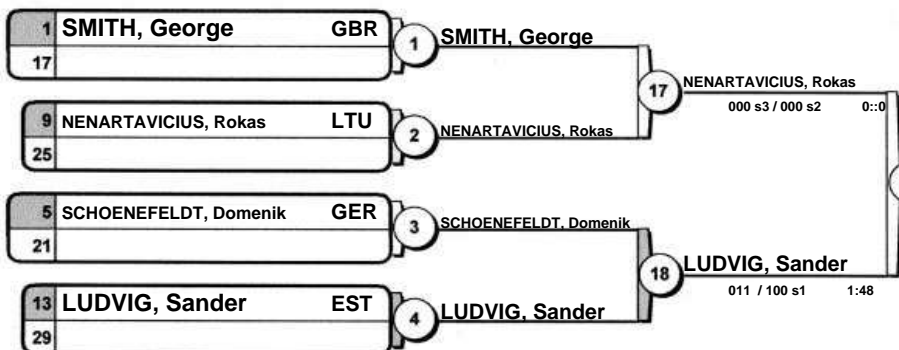 1 SMITH, George GBR
17
1 SMITH, George
9 NENARTAVICIUS, Rokas LTU
25
2 NENARTAVICIUS, Rokas
17 NENARTAVICIUS, Rokas
000 s3 / 000 s2 0::0
5 SCHOENEFELDT, Domenik GER
21
3 SCHOENEFELDT, Domenik
13 LUDVIG, Sander EST
29
4 LUDVIG, Sander
18 LUDVIG, Sander
011 / 100 s1 1:48